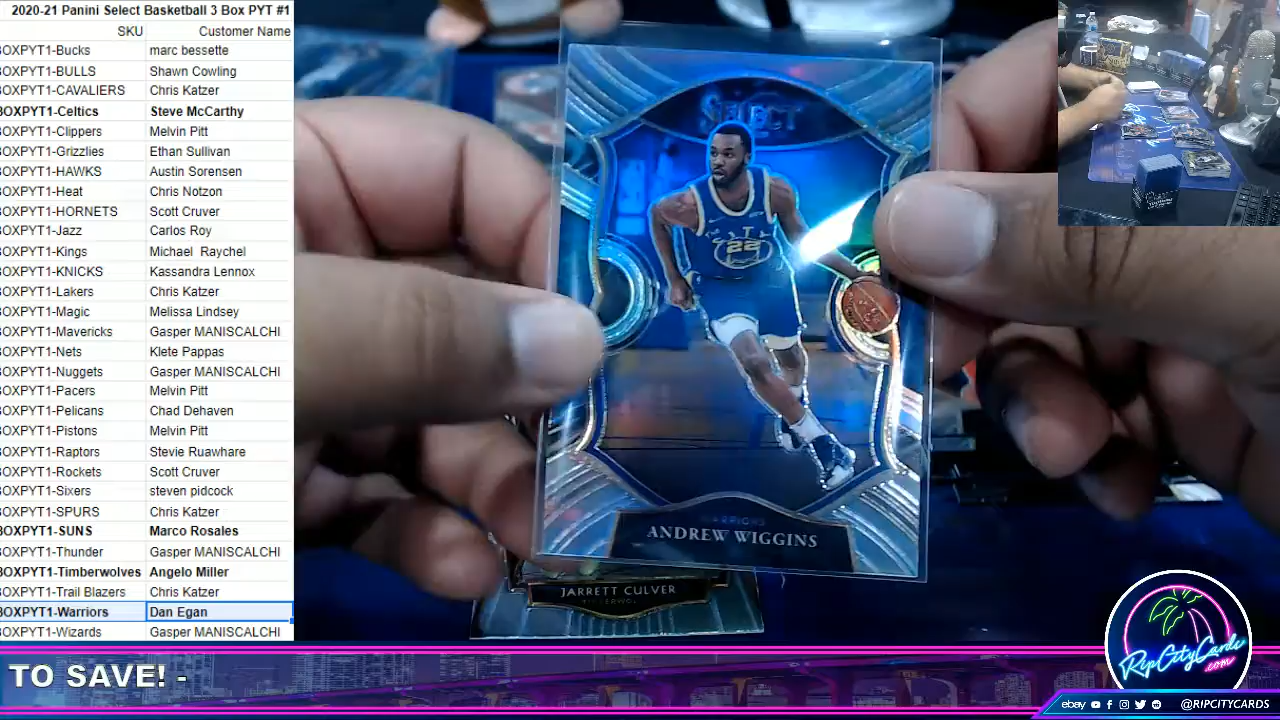 2020-21 Panini Select Basketball 3 Box PYT #1
SKU Customer Name
BOXPYT1-Bucks marc bessette
BOXPYT1-BULLS Shawn Cowling
BOXPYT1-CAVALIERS Chris Katzer
BOXPYT1-Celtics Steve McCarthy
BOXPYT1-Clippers Melvin Pitt
BOXPYT1-Grizzlies Ethan Sullivan
BOXPYT1-HAWKS Austin Sorensen
BOXPYT1-Heat Chris Notzon
BOXPYT1-HORNETS Scott Cruver
BOXPYT1-Jazz Carlos Roy
BOXPYT1-Kings Michael Raychel
BOXPYT1-KNICKS Kassandra Lennox
BOXPYT1-Lakers Chris Katzer
BOXPYT1-Magic Melissa Lindsey
BOXPYT1-Mavericks Gasper MANISCALCHI
BOXPYT1-Nets Klete Pappas
BOXPYT1-Nuggets Gasper MANISCALCHI
BOXPYT1-Pacers Melvin Pitt
BOXPYT1-Pelicans Chad Dehaven
BOXPYT1-Pistons Melvin Pitt
BOXPYT1-Raptors Stevie Ruawhare
BOXPYT1-Rockets Scott Cruver
BOXPYT1-Sixers steven pidcock
BOXPYT1-SPURS Chris Katzer
BOXPYT1-SUNS Marco Rosales
BOXPYT1-Thunder Gasper MANISCALCHI
BOXPYT1-Timberwolves Angelo Miller
BOXPYT1-Trail Blazers Chris Katzer
BOXPYT1-Warriors Dan Egan
BOXPYT1-Wizards Gasper MANISCALCHI
SELECT
22
WARRIORS
ANDREW WIGGINS
JARRETT CULVER
TO SAVE! -
RipCityCards
.com
ebay @RIPCITYCARDS